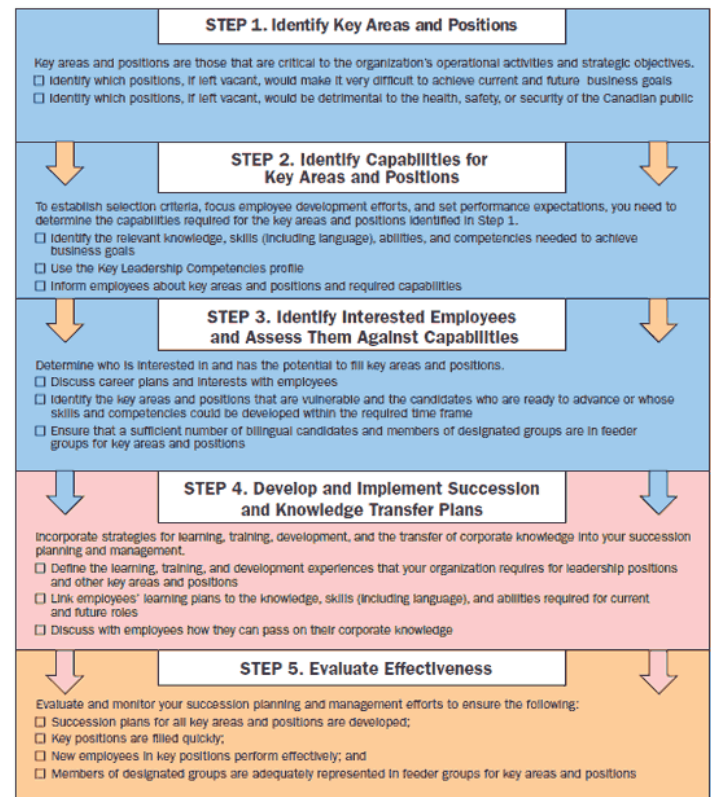 STEP 1. Identify Key Areas and Positions
Key areas and positions are those that are critical to the organization's operational activities and strategic objectives.
☐ Identify which positions, if left vacant, would make it very difficult to achieve current and future business goals
☐ Identify which positions, if left vacant, would be detrimental to the health, safety, or security of the Canadian public
STEP 2. Identify Capabilities for
Key Areas and Positions
To establish selection criteria, focus employee development efforts, and set performance expectations, you need to
determine the capabilities required for the key areas and positions identified in Step 1.
☐ Identify the relevant knowledge, skills (including language), abilities, and competencies needed to achieve
business goals
☐ Use the Key Leadership Competencies profile
☐ Inform employees about key areas and positions and required capabilities
STEP 3. Identify Interested Employees
and Assess Them Against Capabilities
Determine who is interested in and has the potential to fill key areas and positions.
☐ Discuss career plans and interests with employees
☐ Identify the key areas and positions that are vulnerable and the candidates who are ready to advance or whose
skills and competencies could be developed within the required time frame
☐ Ensure that a sufficient number of bilingual candidates and members of designated groups are in feeder
groups for key areas and positions
STEP 4. Develop and Implement Succession
and Knowledge Transfer Plans
Incorporate strategies for learning, training, development, and the transfer of corporate knowledge into your succession
planning and management.
☐ Define the learning, training, and development experiences that your organization requires for leadership positions
and other key areas and positions
☐ Link employees' learning plans to the knowledge, skills (including language), and abilities required for current
and future roles
☐ Discuss with employees how they can pass on their corporate knowledge
STEP 5. Evaluate Effectiveness
Evaluate and monitor your succession planning and management efforts to ensure the following:
☐ Succession plans for all key areas and positions are developed;
☐ Key positions are filled quickly;
☐ New employees in key positions perform effectively; and
☐ Members of designated groups are adequately represented in feeder groups for key areas and positions